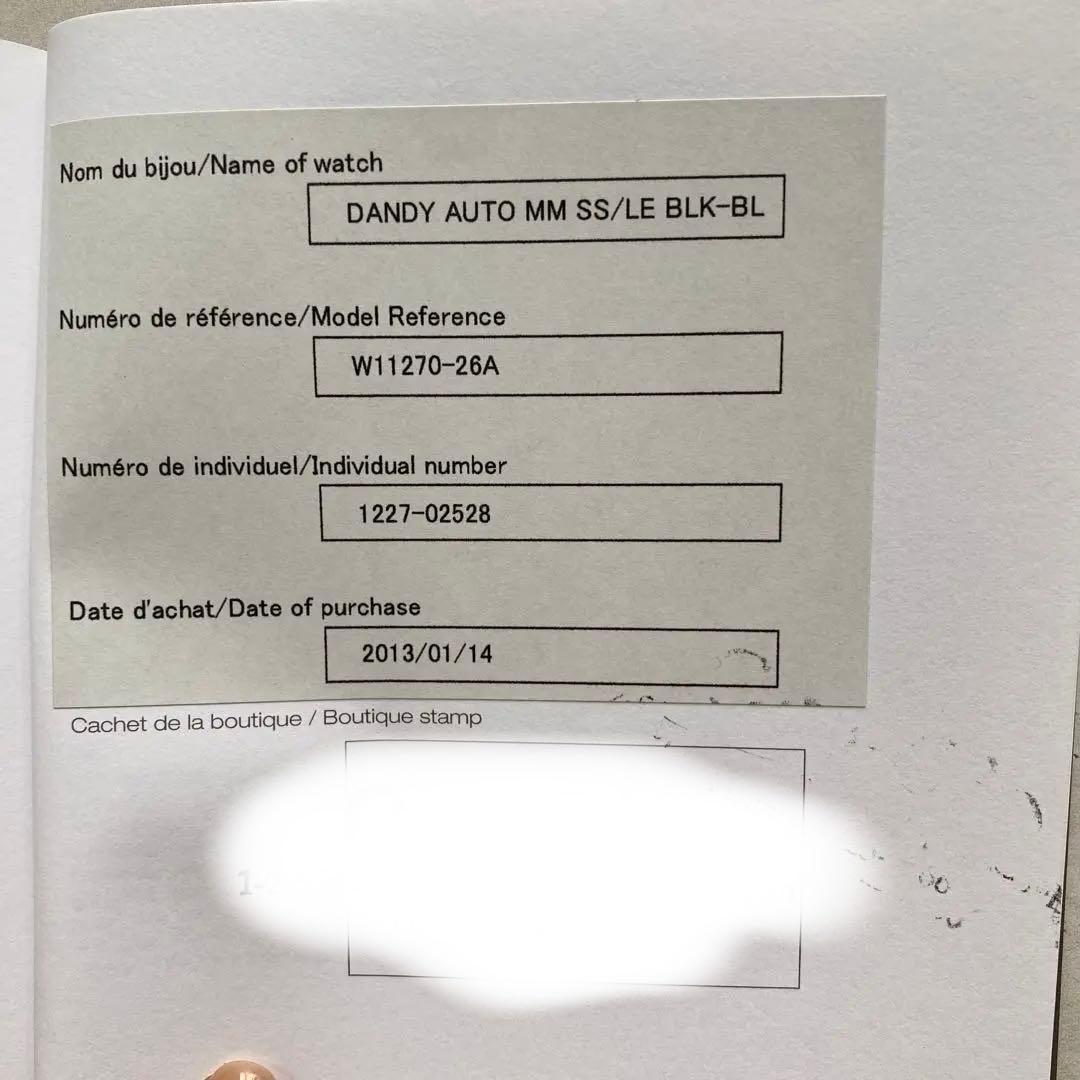 Nom du bijou/Name of watch
DANDY AUTO MM SS/LE BLK-BL
Numéro de référence/Model Reference
W11270-26A
Numéro de individuel/Individual number
1227-02528
Date d'achat/Date of purchase
2013/01/14
Cachet de la boutique / Boutique stamp